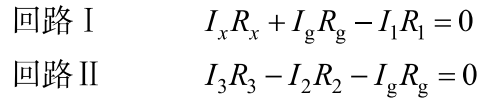 回路Ⅰ I_xR_x + I_gR_g − I_1R_1 = 0
回路Ⅱ I_3R_3 − I_2R_2 − I_gR_g = 0